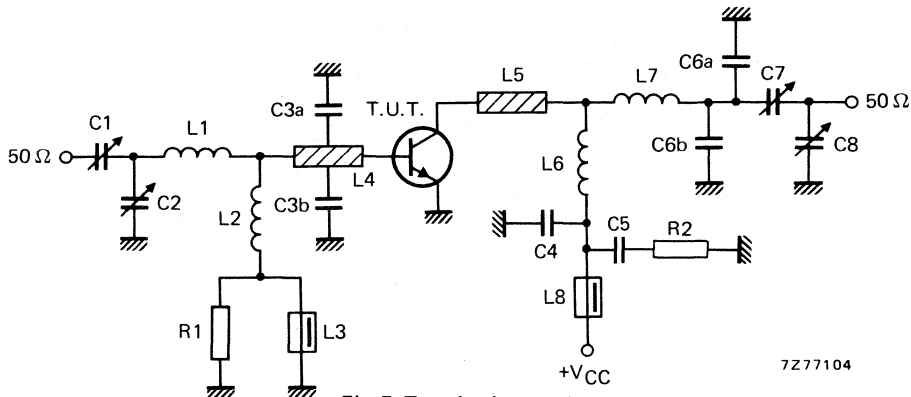 C6a
C7
L5
L7
50 Ω
C3a
T.U.T.
C1
L1
50 Ω
C8
C6b
L6
L4
C2
L2
C3b
C4
C5
R2
L8
R1
L3
+VCC
7Z77104